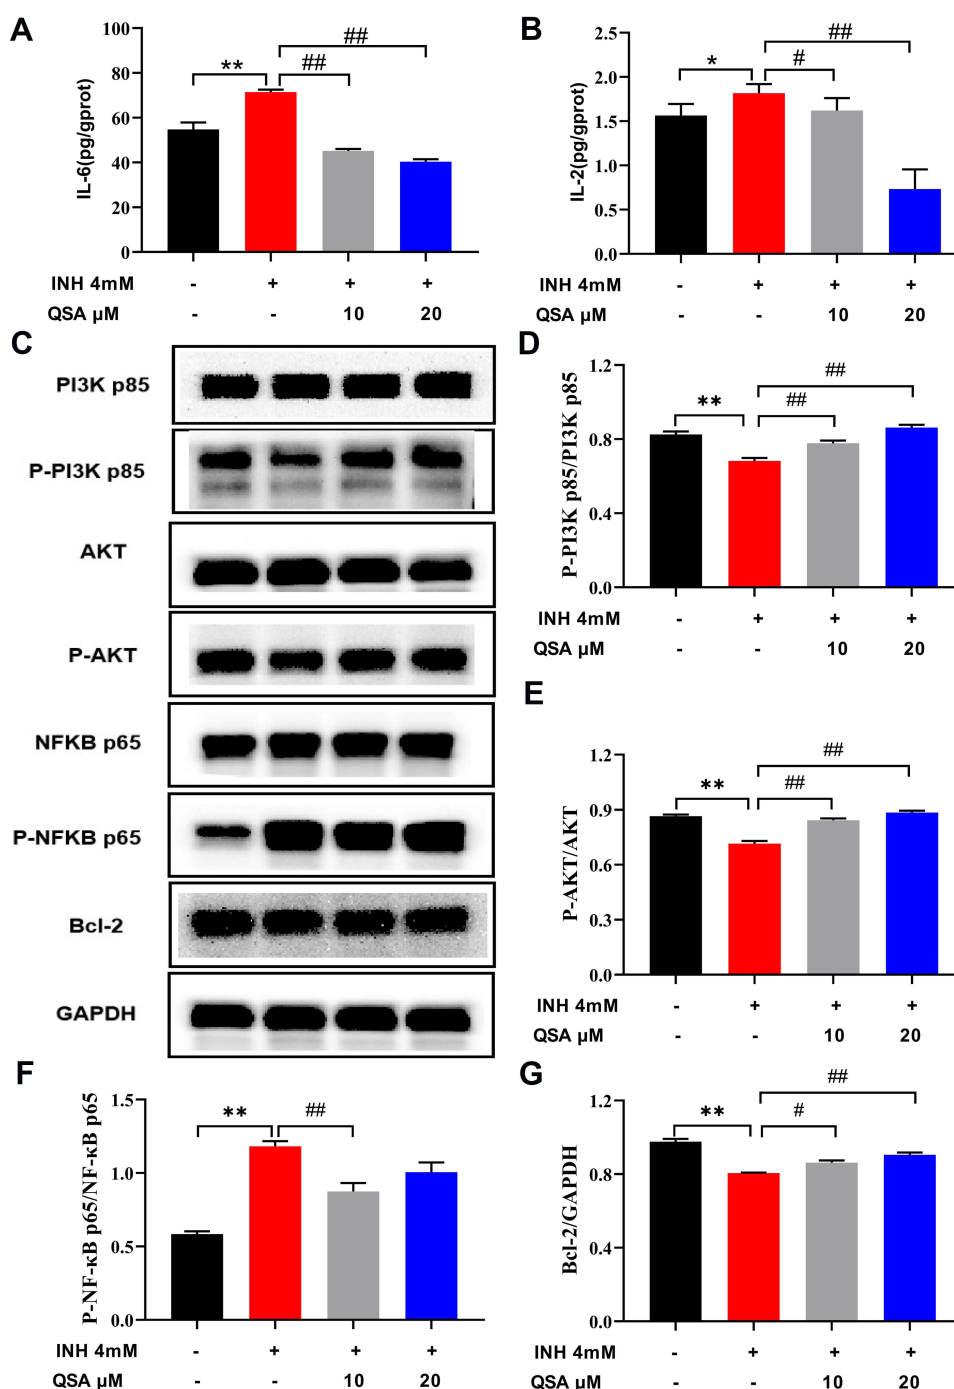 A
100
80
60
40
20
0
IL-6(pg/gprot)
**
##
##
INH 4mM - + + +
QSA μM - - 10 20
B
2.5
2.0
1.5
1.0
0.5
0.0
IL-2(pg/gprot)
*
#
##
INH 4mM - + + +
QSA μM - - 10 20
C
PI3K p85
P-PI3K p85
AKT
P-AKT
NFKB p65
P-NFKB p65
Bcl-2
GAPDH
D
1.2
0.8
0.4
0.0
P-PI3K p85/PI3K p85
**
##
##
INH 4mM - + + +
QSA μM - - 10 20
E
1.2
0.9
0.6
0.3
0.0
P-AKT/AKT
**
##
##
INH 4mM - + + +
QSA μM - - 10 20
F
1.5
1.0
0.5
0.0
P-NF-κB p65/NF-κB p65
**
##
INH 4mM - + + +
QSA μM - - 10 20
G
1.2
0.8
0.4
0.0
Bcl-2/GAPDH
**
#
##
INH 4mM - + + +
QSA μM - - 10 20